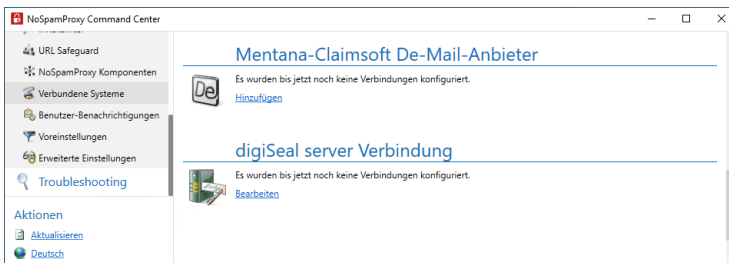 NoSpamProxy Command Center
URL Safeguard
NoSpamProxy Komponenten
Verbundene Systeme
Benutzer-Benachrichtigungen
Voreinstellungen
Erweiterte Einstellungen
Troubleshooting
Aktionen
Aktualisieren
Deutsch
Mentana-Claimsoft De-Mail-Anbieter
De
Es wurden bis jetzt noch keine Verbindungen konfiguriert.
Hinzufügen
digiSeal server Verbindung
Es wurden bis jetzt noch keine Verbindungen konfiguriert.
Bearbeiten